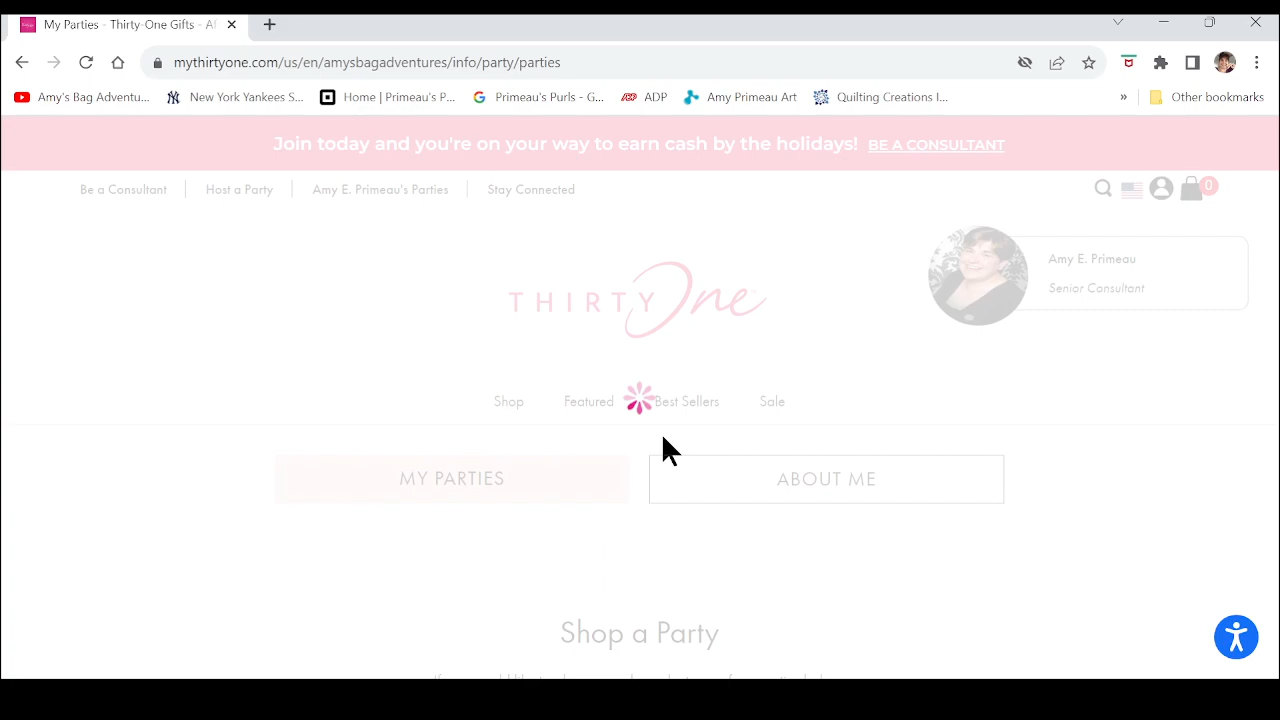 My Parties - Thirty-One Gifts - Af
mythirtyone.com/us/en/amysbagadventures/info/party/parties
Amy's Bag Adventu... New York Yankees S... Home | Primeau's P... Primeau's Purls - G... ADP Amy Primeau Art Quilting Creations I... » Other bookmarks
Join today and you're on your way to earn cash by the holidays! BE A CONSULTANT
Be a Consultant Host a Party Amy E. Primeau's Parties Stay Connected 0
Amy E. Primeau
Senior Consultant
THIRTY One
Shop Featured Best Sellers Sale
MY PARTIES ABOUT ME
Shop a Party